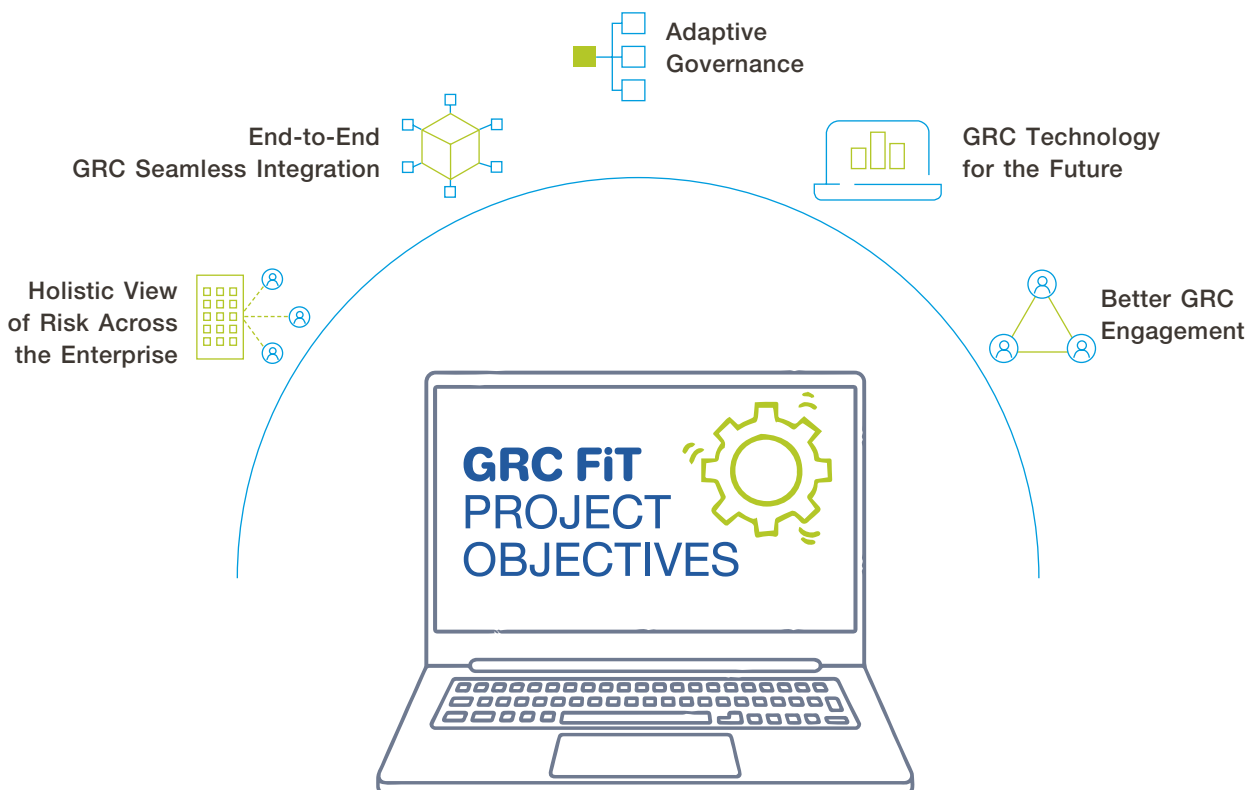 Adaptive
Governance
End-to-End
GRC Seamless Integration
GRC Technology
for the Future
Holistic View
of Risk Across
the Enterprise
Better GRC
Engagement
GRC FiT
PROJECT
OBJECTIVES